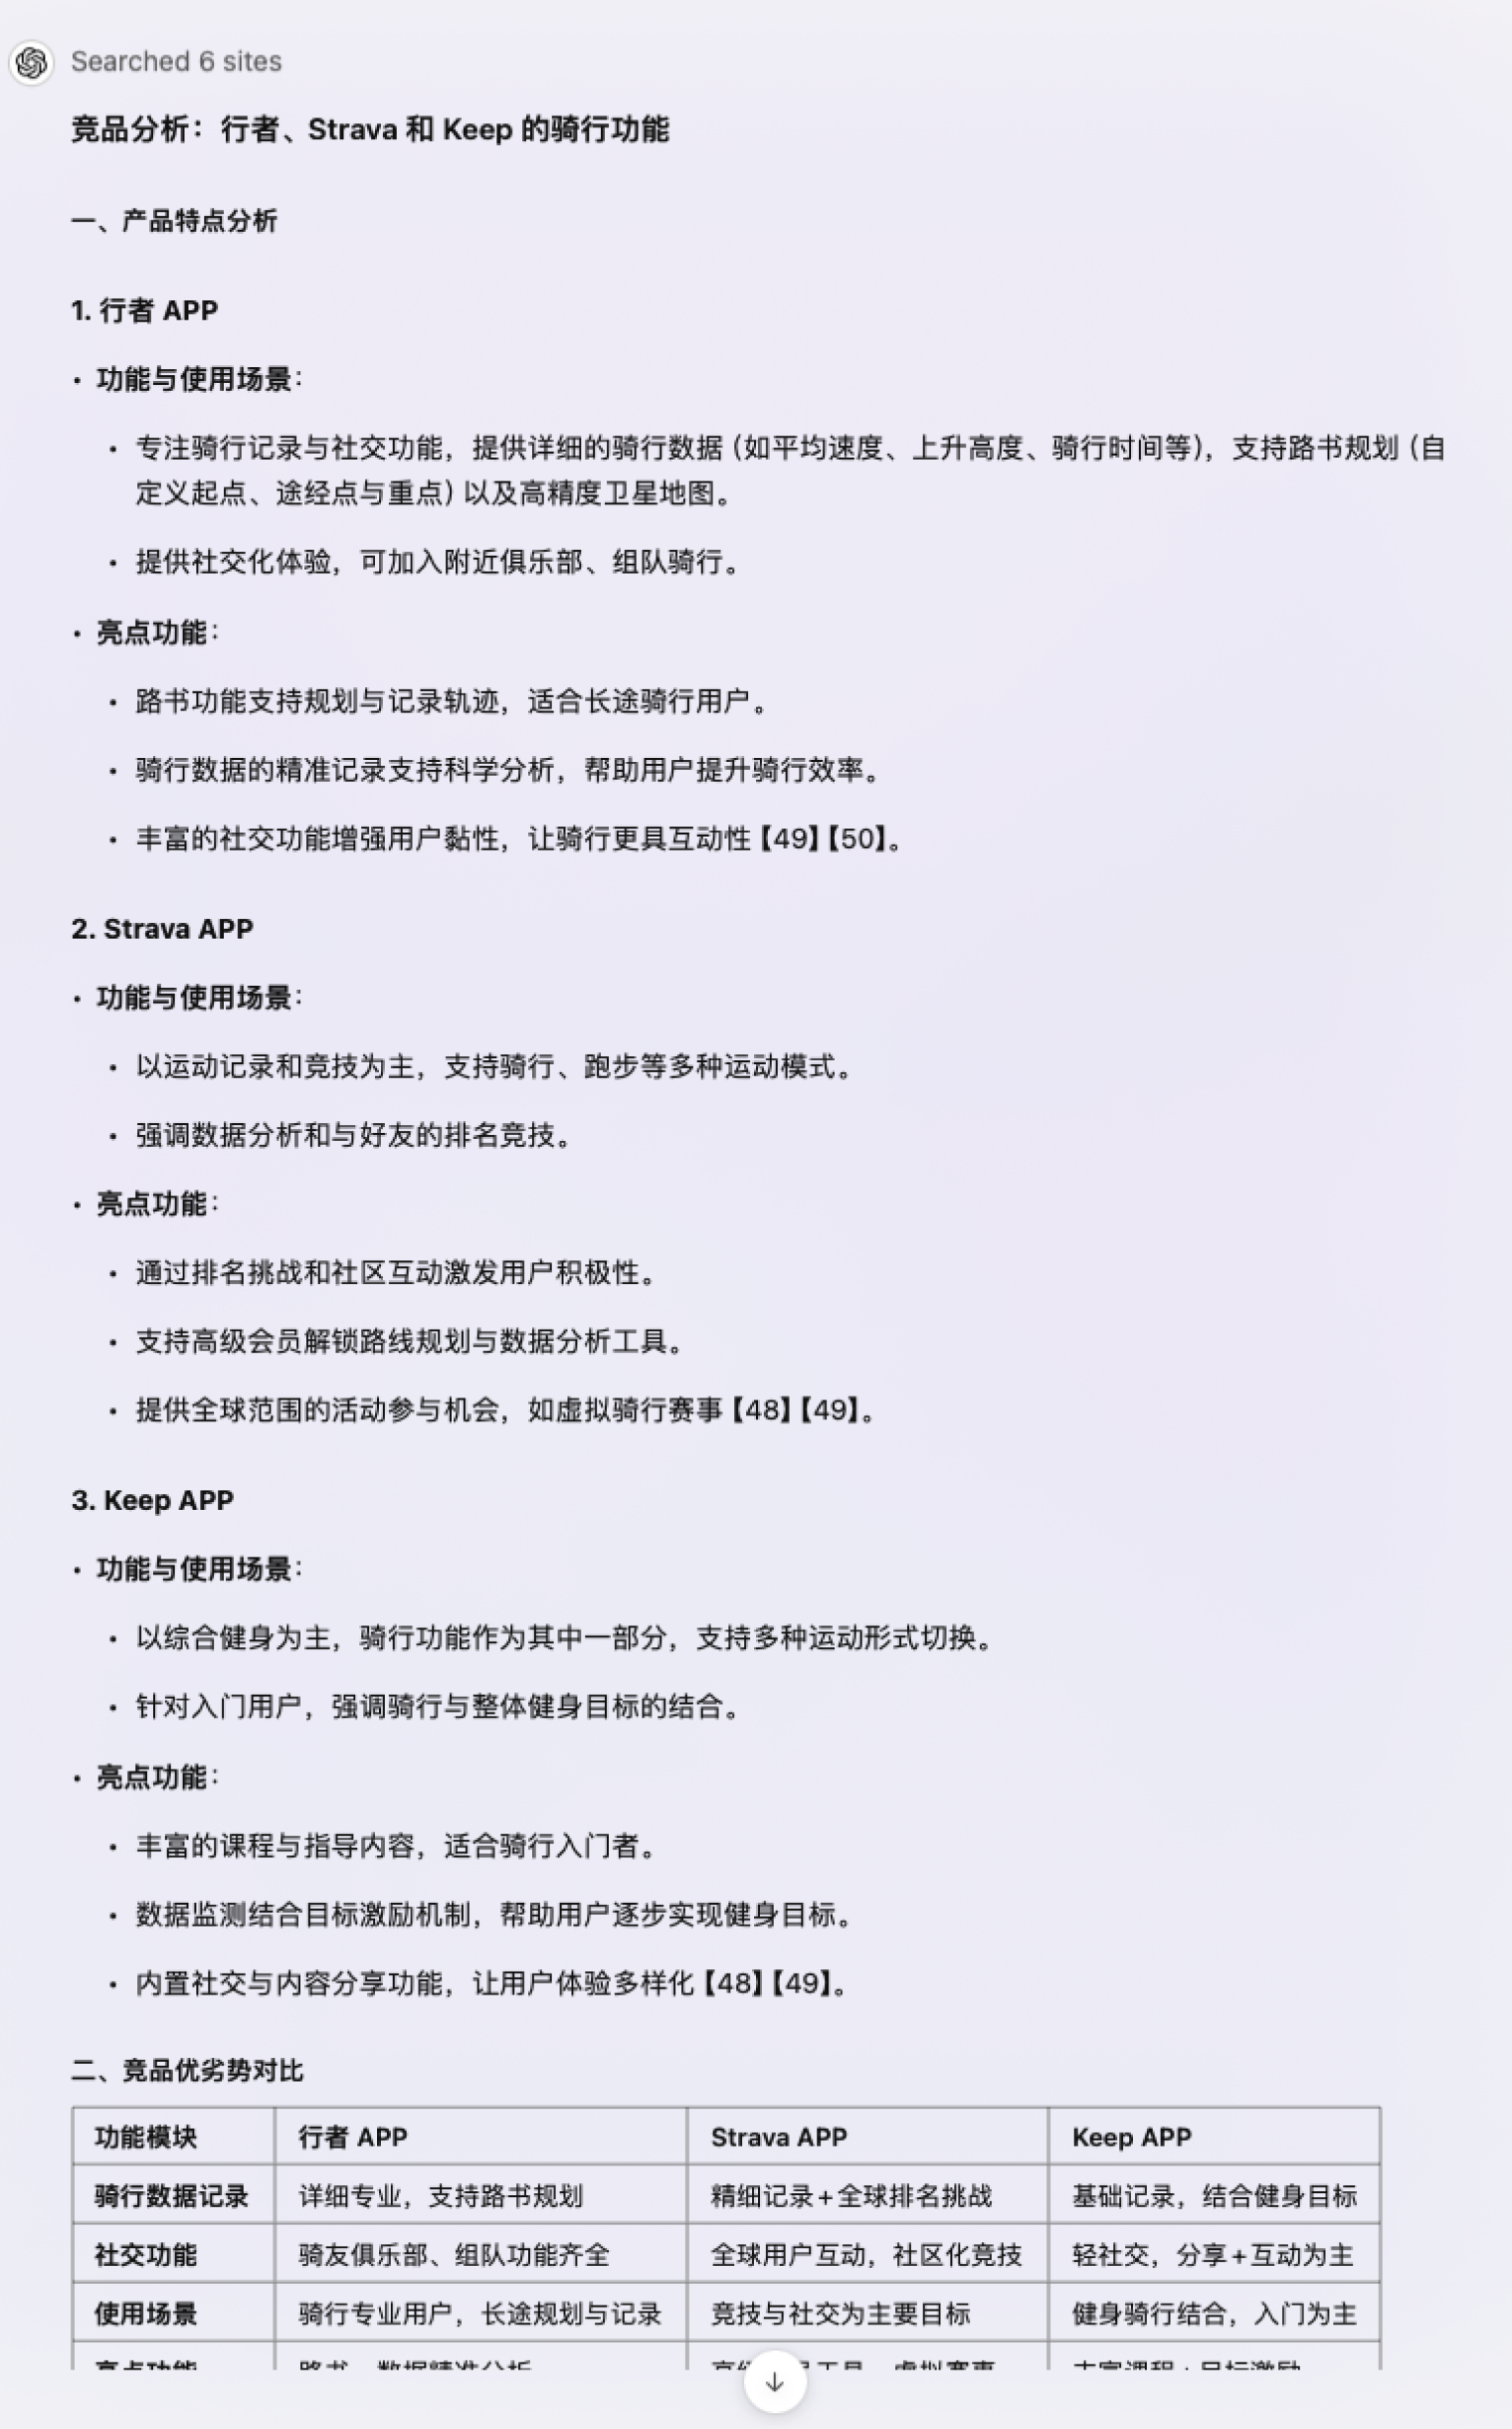 Searched 6 sites
竞品分析：行者、Strava 和 Keep 的骑行功能
一、产品特点分析
1. 行者 APP
• 功能与使用场景：
• 专注骑行记录与社交功能，提供详细的骑行数据（如平均速度、上升高度、骑行时间等），支持路书规划（自
定义起点、途经点与重点）以及高精度卫星地图。
• 提供社交化体验，可加入附近俱乐部、组队骑行。
• 亮点功能：
• 路书功能支持规划与记录轨迹，适合长途骑行用户。
• 骑行数据的精准记录支持科学分析，帮助用户提升骑行效率。
• 丰富的社交功能增强用户黏性，让骑行更具互动性【49】【50】。
2. Strava APP
• 功能与使用场景：
• 以运动记录和竞技为主，支持骑行、跑步等多种运动模式。
• 强调数据分析和与好友的排名竞技。
• 亮点功能：
• 通过排名挑战和社区互动激发用户积极性。
• 支持高级会员解锁路线规划与数据分析工具。
• 提供全球范围的活动参与机会，如虚拟骑行赛事【48】【49】。
3. Keep APP
• 功能与使用场景：
• 以综合健身为主，骑行功能作为其中一部分，支持多种运动形式切换。
• 针对入门用户，强调骑行与整体健身目标的结合。
• 亮点功能：
• 丰富的课程与指导内容，适合骑行入门者。
• 数据监测结合目标激励机制，帮助用户逐步实现健身目标。
• 内置社交与内容分享功能，让用户体验多样化【48】【49】。
二、竞品优劣势对比
功能模块 行者 APP Strava APP Keep APP
骑行数据记录 详细专业，支持路书规划 精细记录+全球排名挑战 基础记录，结合健身目标
社交功能 骑友俱乐部、组队功能齐全 全球用户互动，社区化竞技 轻社交，分享+互动为主
使用场景 骑行专业用户，长途规划与记录 竞技与社交为主要目标 健身骑行结合，入门为主